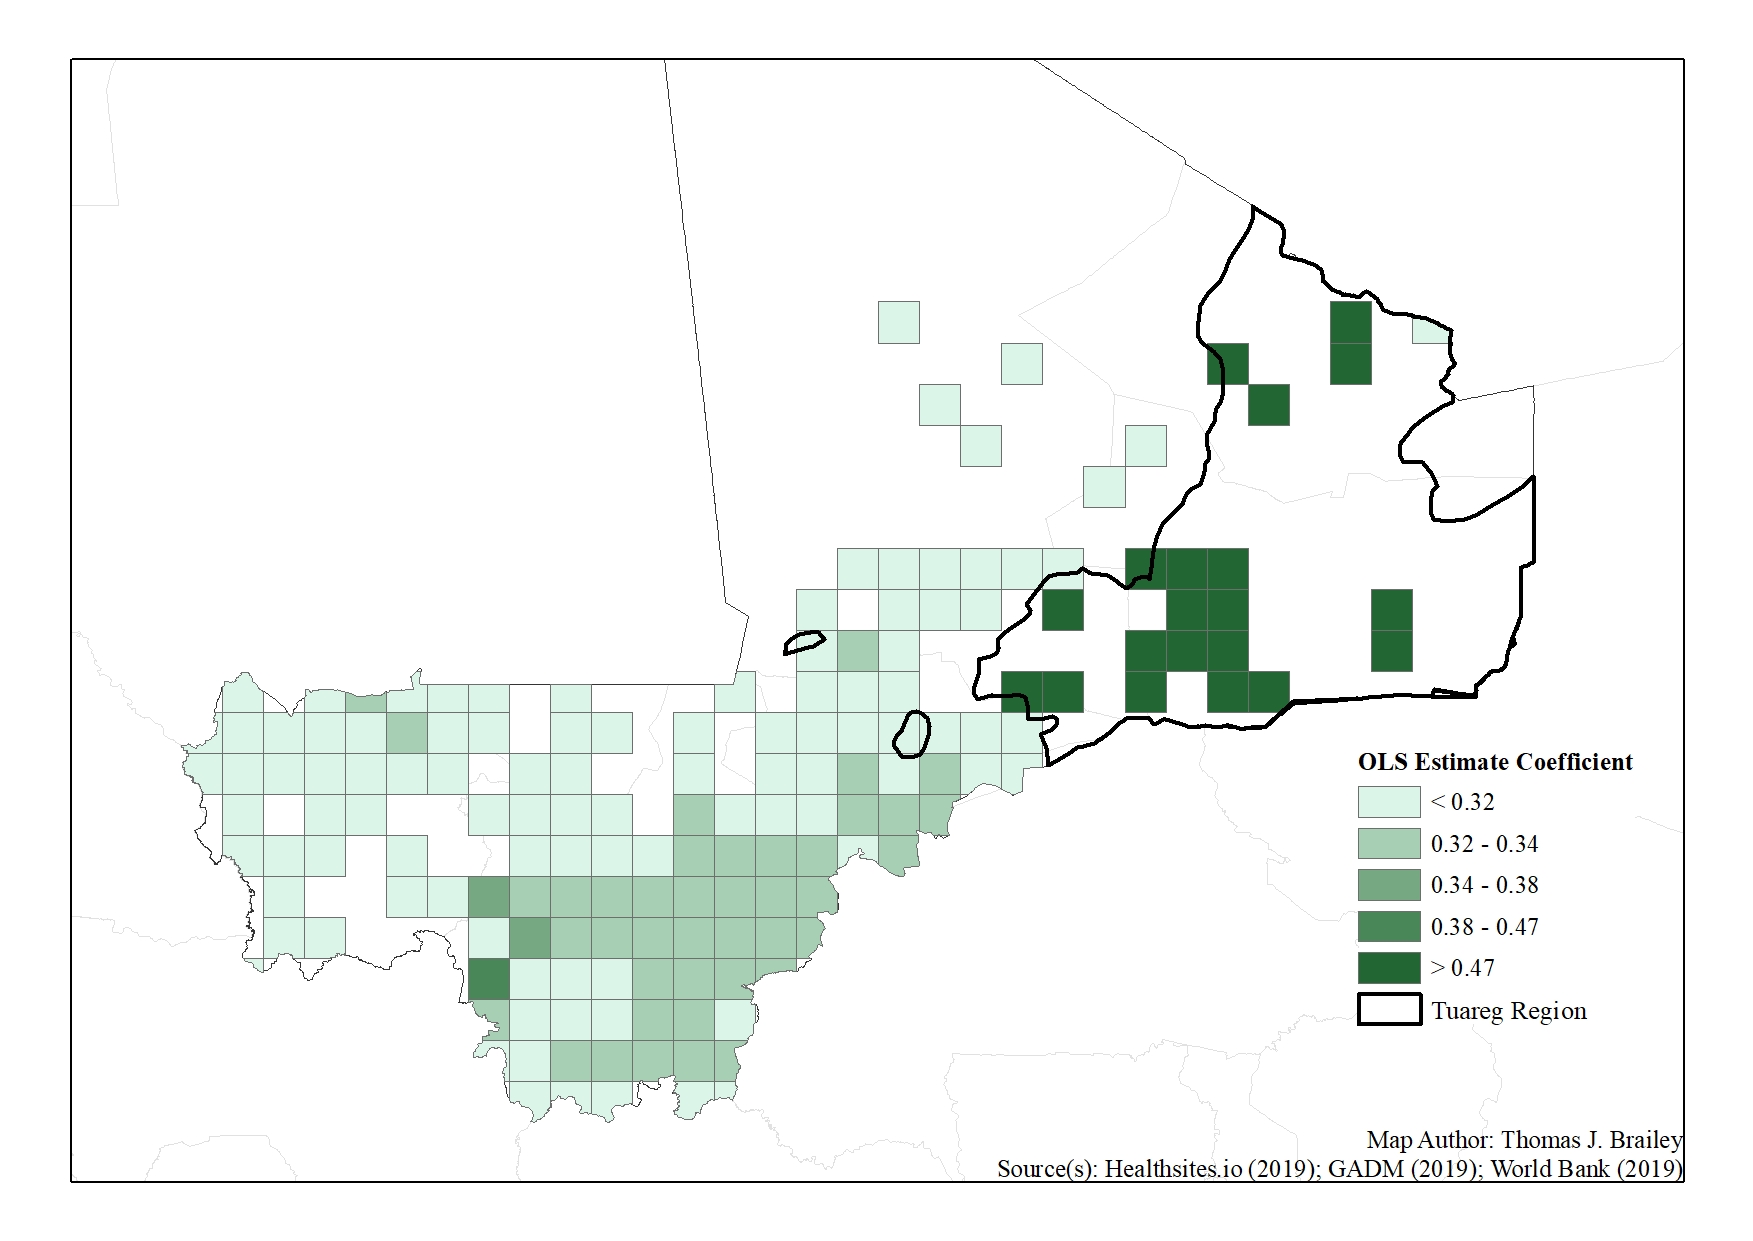 OLS Estimate Coefficient
< 0.32
0.32 - 0.34
0.34 - 0.38
0.38 - 0.47
> 0.47
Tuareg Region
Map Author: Thomas J. Brailey
Source(s): Healthsites.io (2019); GADM (2019); World Bank (2019)